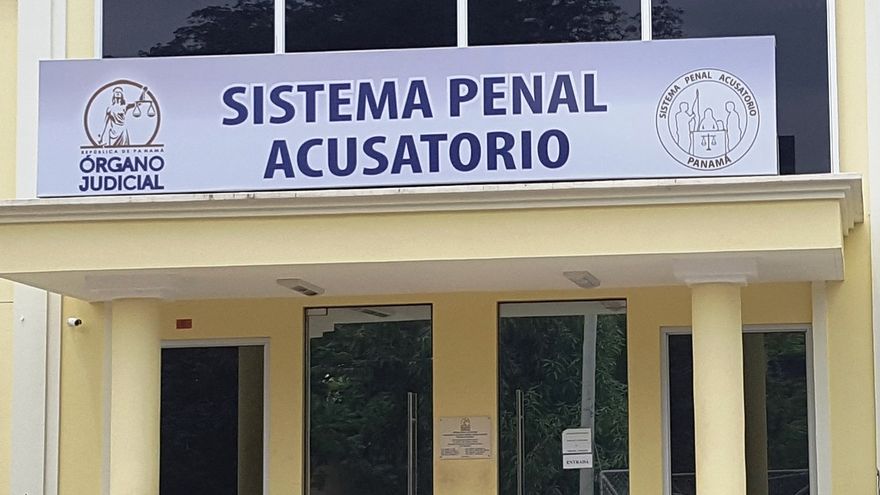 SISTEMA PENAL
ACUSATORIO
REPÚBLICA DE PANAMÁ
ÓRGANO
JUDICIAL
SISTEMA PENAL ACUSATORIO
PANAMÁ
ENTRADA